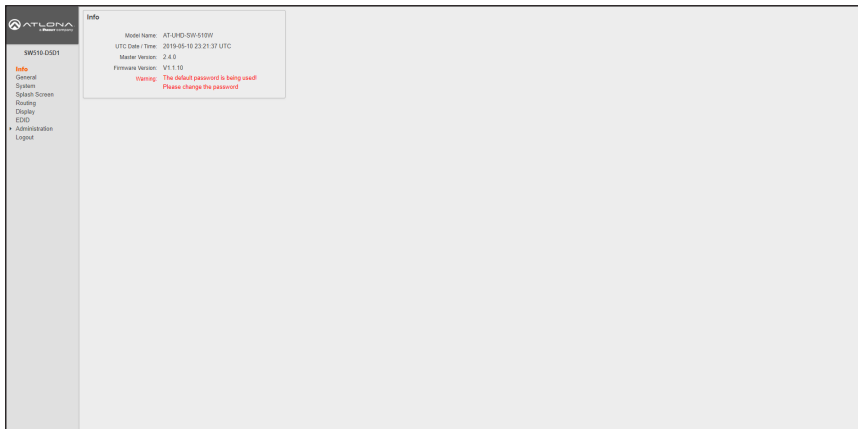 ATLONA
a Panduit company
SW510-D5D1
Info
General
System
Splash Screen
Routing
Display
EDID
Administration
Logout
Info
Model Name: AT-UHD-SW-510W
UTC Date / Time: 2019-05-10 23:21:37 UTC
Master Version: 2.4.0
Firmware Version: V1.1.10
Warning: The default password is being used!
Please change the password